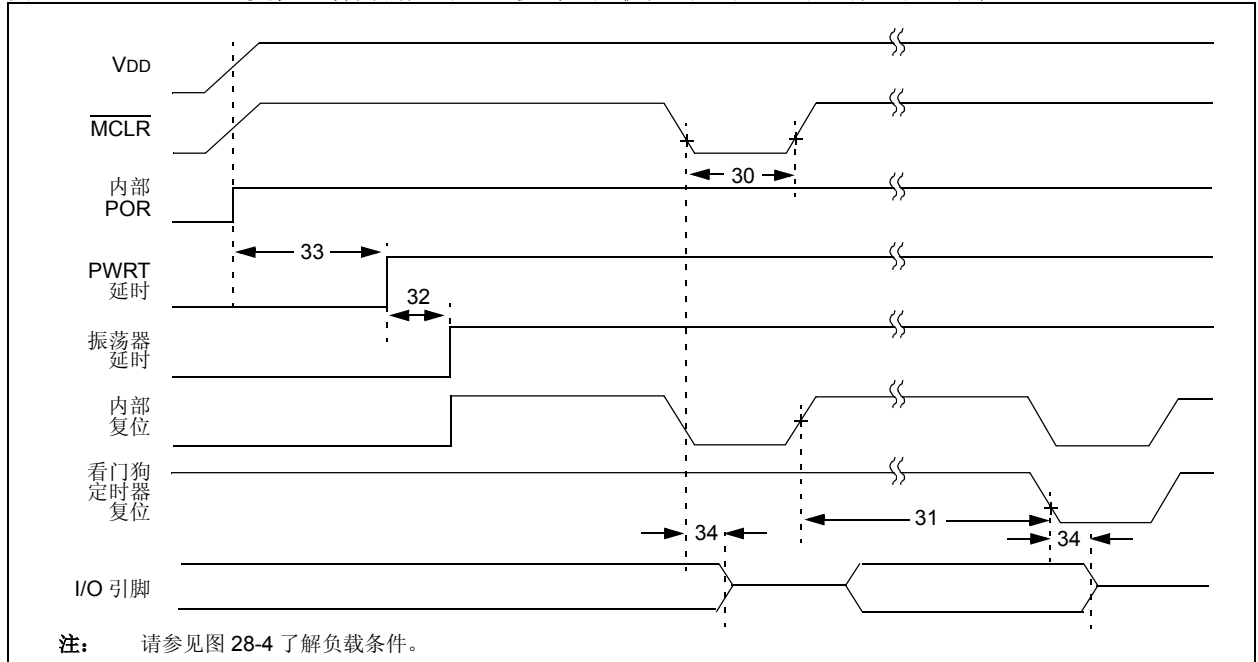 VDD
MCLR
内部
POR
30
33
PWRT
延时
32
振荡器
延时
内部
复位
看门狗
定时器
复位
31
34
34
I/O 引脚
注： 请参见图 28-4 了解负载条件。